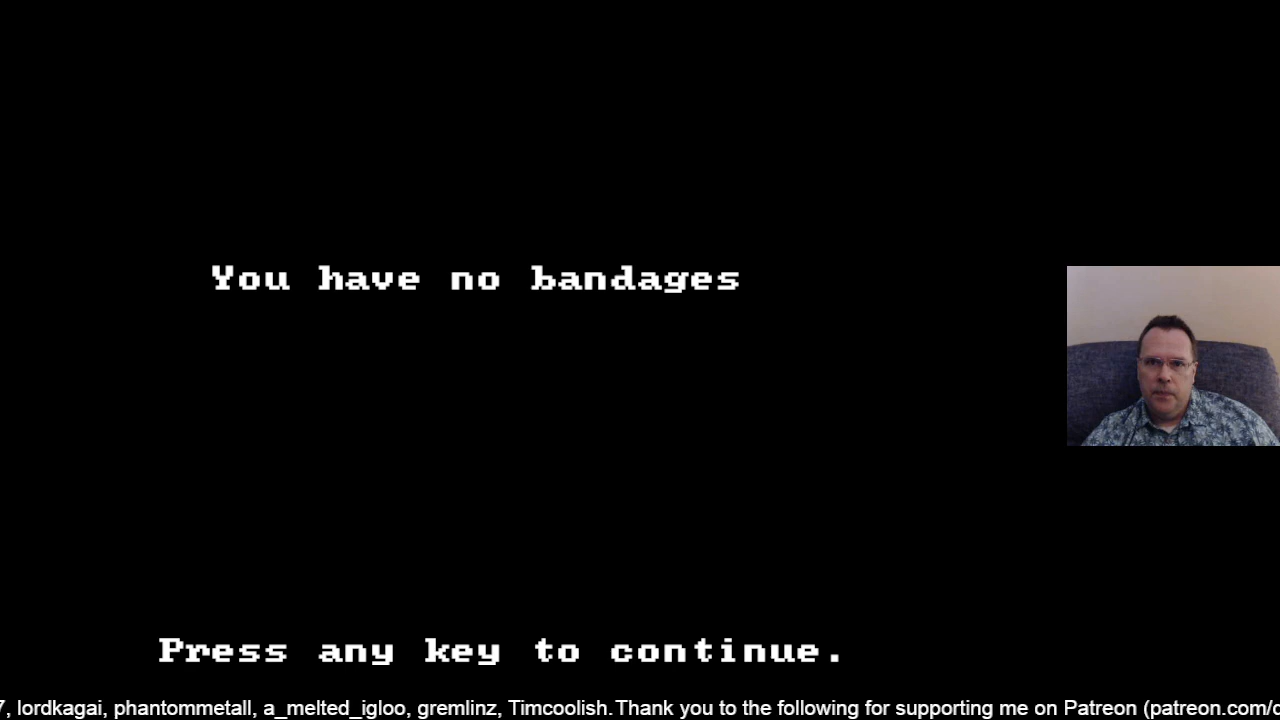 You have no bandages
Press any key to continue.
7, lordkagai, phantommetall, a_melted_igloo, gremlinz, Timcoolish.Thank you to the following for supporting me on Patreon (patreon.com/c